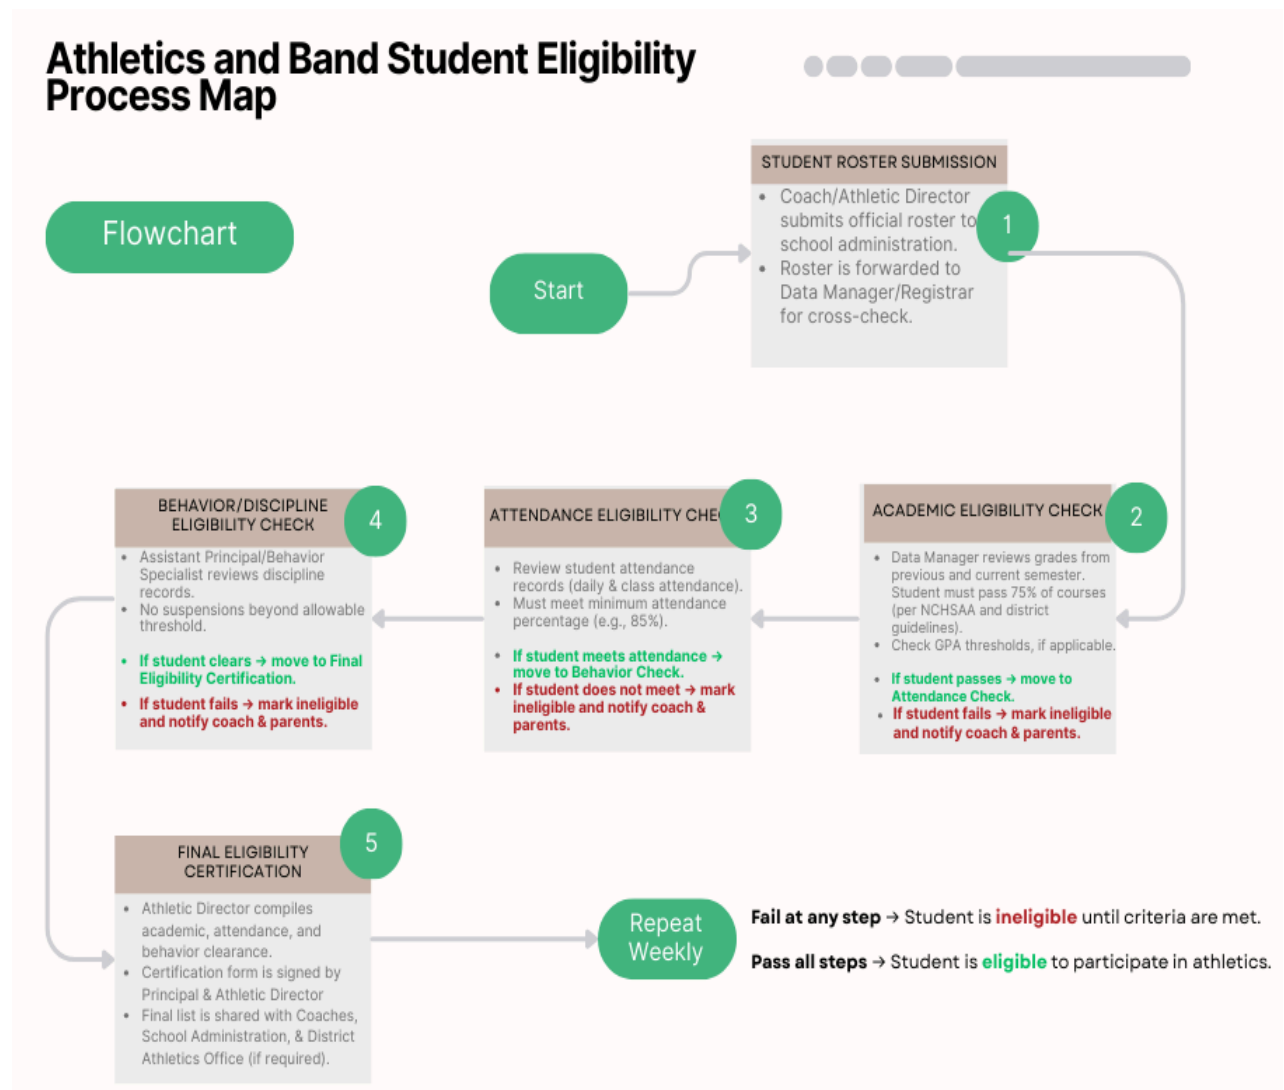 Athletics and Band Student Eligibility
Process Map
Flowchart
Start
STUDENT ROSTER SUBMISSION
1
• Coach/Athletic Director
submits official roster to
school administration.
• Roster is forwarded to
Data Manager/Registrar
for cross-check.
ACADEMIC ELIGIBILITY CHECK
2
• Data Manager reviews grades from
previous and current semester.
Student must pass 75% of courses
(per NCHSAA and district
guidelines).
• Check GPA thresholds, if applicable.
• If student passes → move to
Attendance Check.
• If student fails → mark ineligible
and notify coach & parents.
ATTENDANCE ELIGIBILITY CHE
3
• Review student attendance
records (daily & class attendance).
• Must meet minimum attendance
percentage (e.g., 85%).
• If student meets attendance →
move to Behavior Check.
• If student does not meet → mark
ineligible and notify coach &
parents.
BEHAVIOR/DISCIPLINE
ELIGIBILITY CHECK
4
• Assistant Principal/Behavior
Specialist reviews discipline
records.
• No suspensions beyond allowable
threshold.
• If student clears → move to Final
Eligibility Certification.
• If student fails → mark ineligible
and notify coach & parents.
FINAL ELIGIBILITY
CERTIFICATION
5
• Athletic Director compiles
academic, attendance, and
behavior clearance.
• Certification form is signed by
Principal & Athletic Director
• Final list is shared with Coaches,
School Administration, & District
Athletics Office (if required).
Repeat
Weekly
Fail at any step → Student is ineligible until criteria are met.
Pass all steps → Student is eligible to participate in athletics.